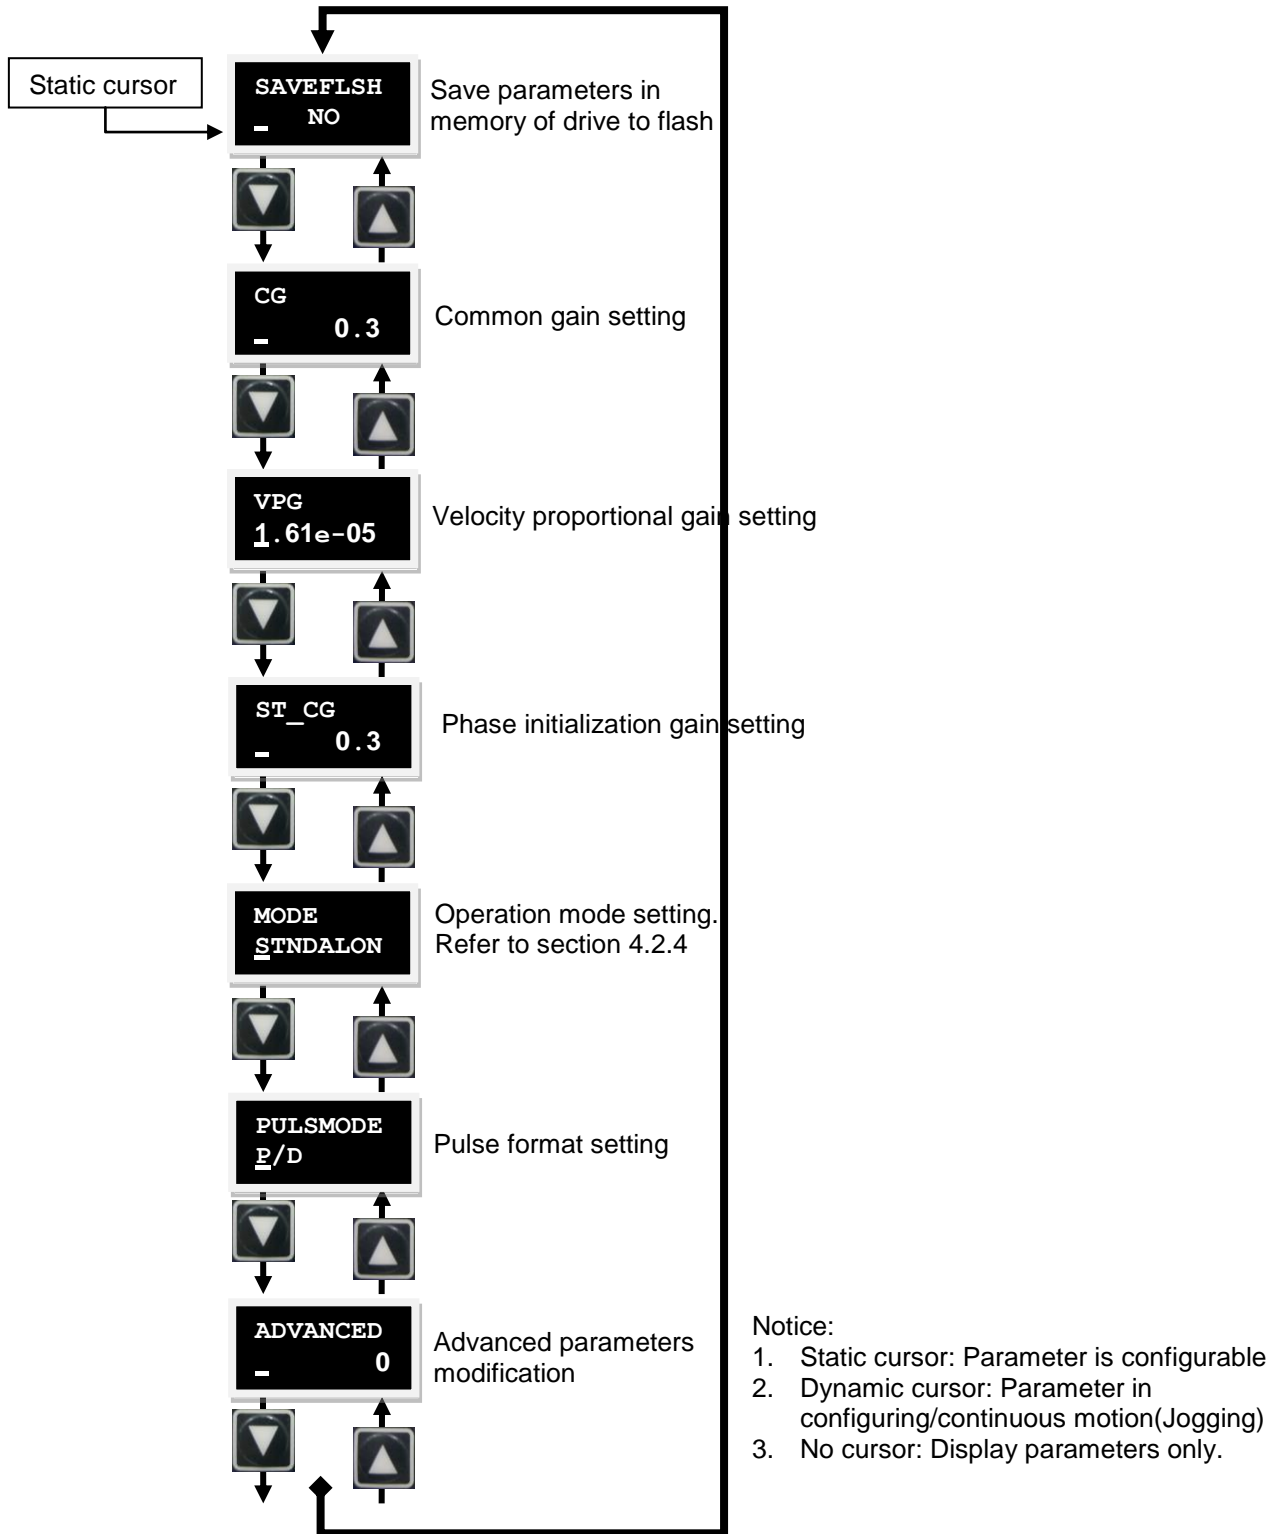 Static cursor
SAVEFLSH
NO
Save parameters in
memory of drive to flash
CG
0.3
Common gain setting
VPG
1.61e-05
Velocity proportional gain setting
ST_CG
0.3
Phase initialization gain setting
MODE
STNDALON
Operation mode setting.
Refer to section 4.2.4
PULSMODE
P/D
Pulse format setting
ADVANCED
0
Advanced parameters
modification
Notice:
1. Static cursor: Parameter is configurable
2. Dynamic cursor: Parameter in
configuring/continuous motion(Jogging)
3. No cursor: Display parameters only.